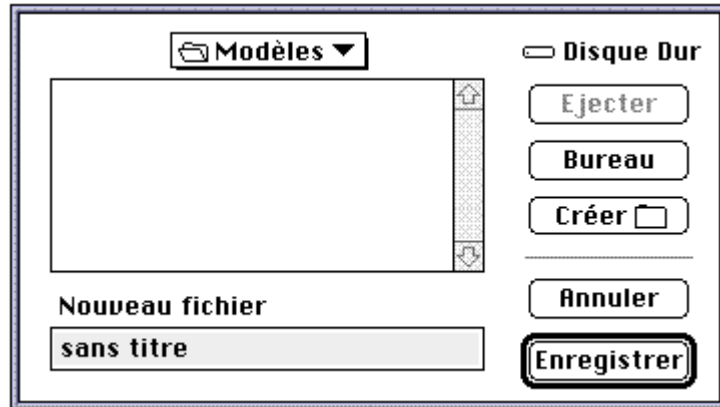 Modèles
Disque Dur
Ejecter
Bureau
Créer
Nouveau fichier
sans titre
Annuler
Enregistrer